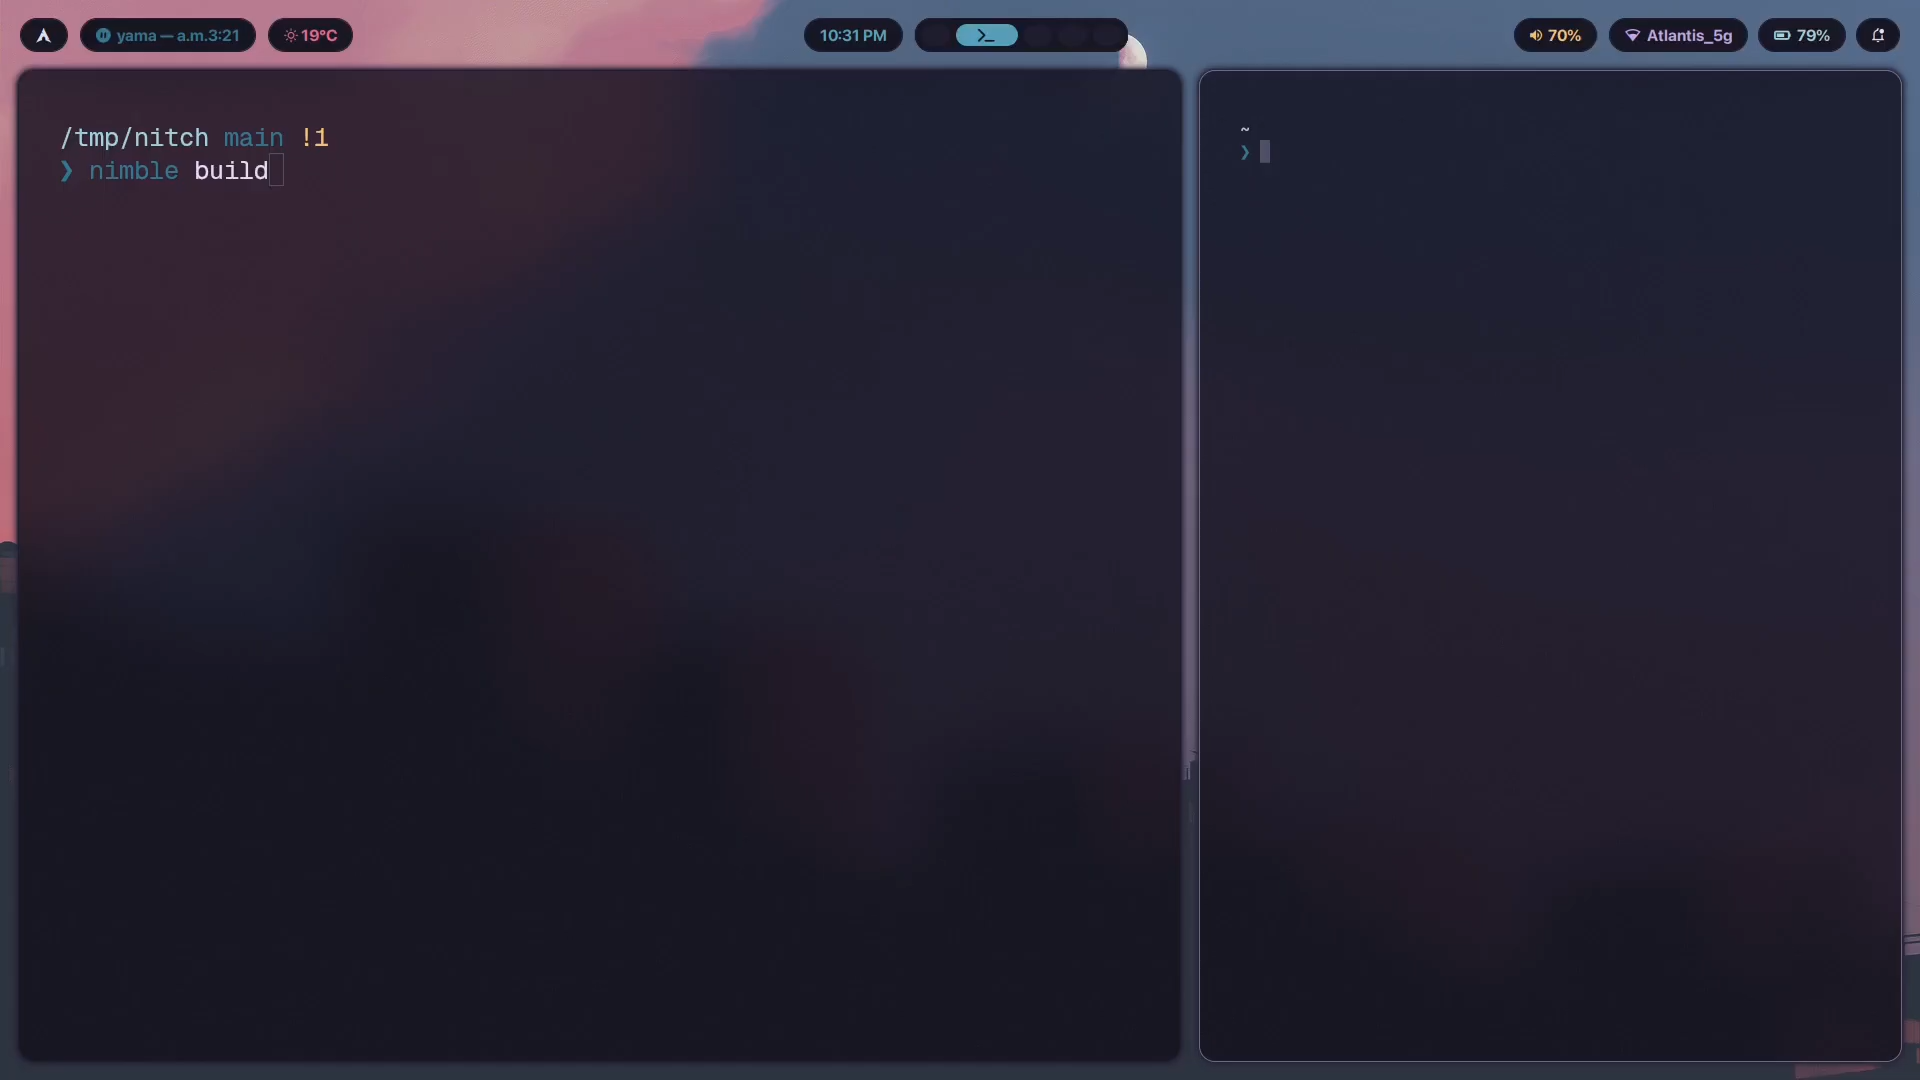 yama — a.m.3:21
19°C
10:31 PM
>_
70%
Atlantis_5g
79%
/tmp/nitch main !1
❯ nimble build
~
❯